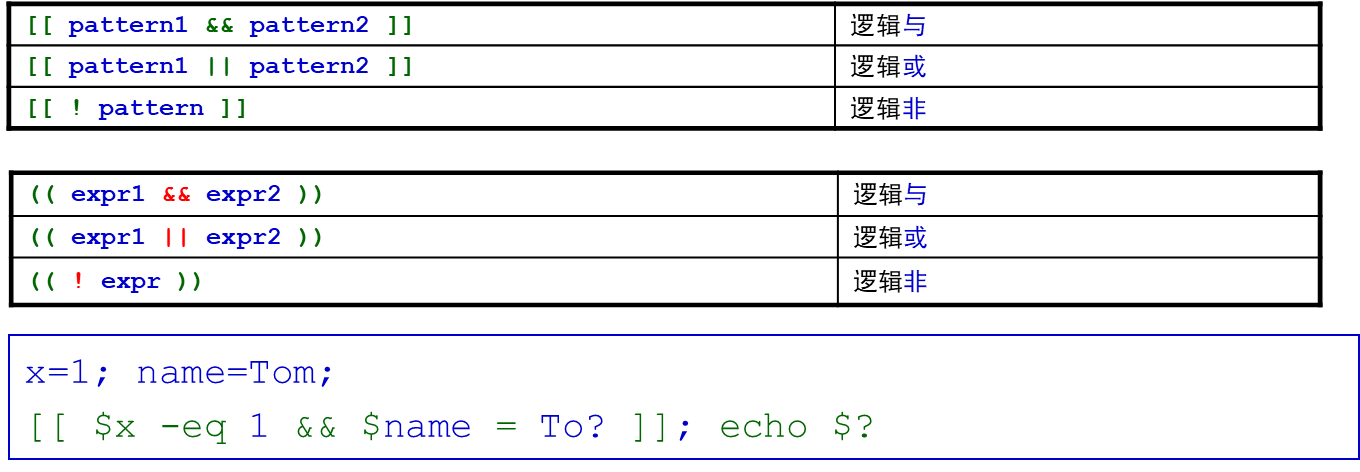 [[ pattern1 && pattern2 ]] 逻辑与
[[ pattern1 || pattern2 ]] 逻辑或
[[ ! pattern ]] 逻辑非
(( expr1 && expr2 )) 逻辑与
(( expr1 || expr2 )) 逻辑或
(( ! expr )) 逻辑非
x=1; name=Tom;
[[ $x -eq 1 && $name = To? ]]; echo $?